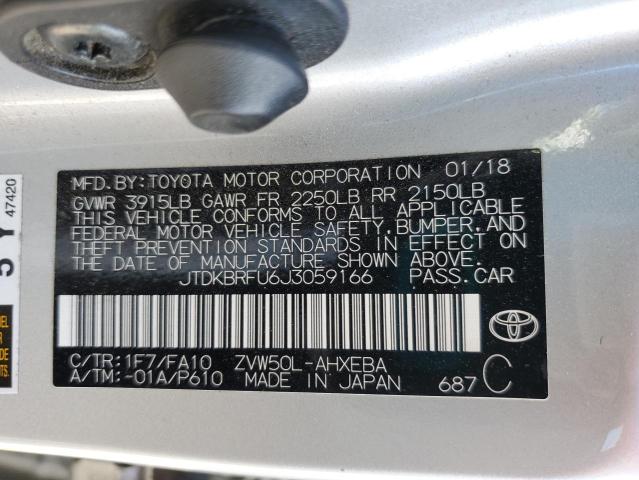 MFD.BY:TOYOTA MOTOR CORPORATION 01/18
GVWR 3915LB GAWR FR 2250LB RR 2150LB
THIS VEHICLE CONFORMS TO ALL APPLICABLE
FEDERAL MOTOR VEHICLE SAFETY,BUMPER,AND
THEFT PREVENTION STANDARDS IN EFFECT ON
THE DATE OF MANUFACTURE SHOWN ABOVE.
JTDKBRFU6J3059166 PASS.CAR
C/TR:1F7/FA10 ZVW50L-AHXEBA
A/TM:-01A/P610 MADE IN JAPAN 687 C
5 Y
47420